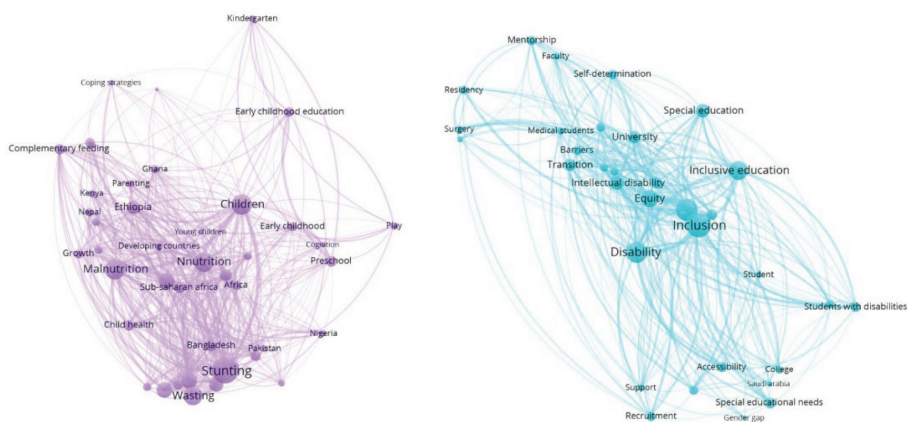 Kindergarten
Coping strategies
Early childhood education
Complementary feeding
Ghana
Parenting
Kenya
Ethiopia
Nepal
Children
Young children
Early childhood
Play
Developing countries
Cognition
Growth
Nnutrition
Preschool
Malnutrition
Sub-saharan africa
Africa
Child health
Nigeria
Bangladesh
Pakistan
Stunting
Wasting
Mentorship
Faculty
Self-determination
Residency
Special education
Surgery
Medical students
University
Barriers
Transition
Inclusive education
Intellectual disability
Equity
Inclusion
Disability
Student
Students with disabilities
Accessibility
College
Saudi arabia
Support
Special educational needs
Recruitment
Gender gap